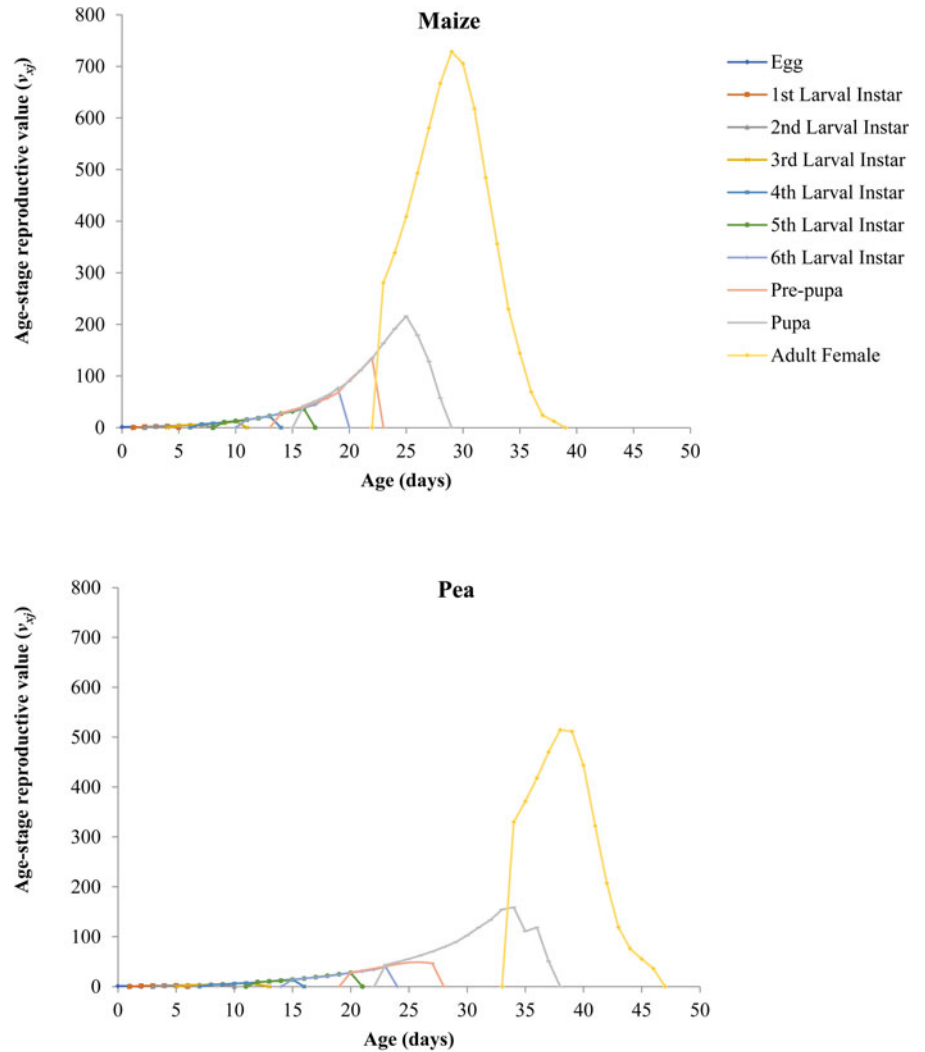 Maize
800
700
600
500
400
300
200
100
0
Age-stage reproductive value (vxj)
0 5 10 15 20 25 30 35 40 45 50
Age (days)
Egg
1st Larval Instar
2nd Larval Instar
3rd Larval Instar
4th Larval Instar
5th Larval Instar
6th Larval Instar
Pre-pupa
Pupa
Adult Female
Pea
800
700
600
500
400
300
200
100
0
Age-stage reproductive value (vxj)
0 5 10 15 20 25 30 35 40 45 50
Age (days)